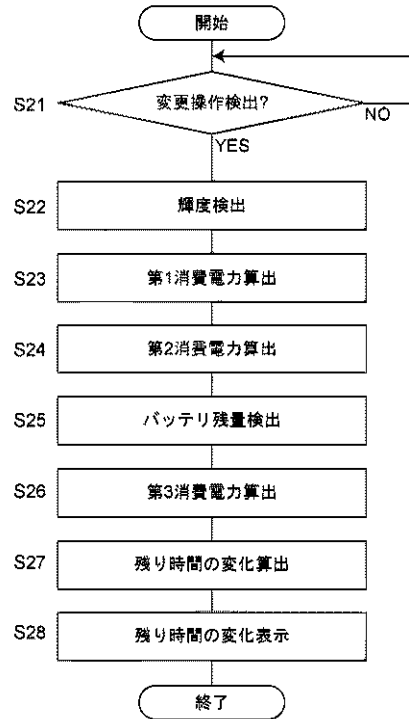 開始
S21 変更操作検出?
NO
YES
S22 輝度検出
S23 第1消費電力算出
S24 第2消費電力算出
S25 バッテリ残量検出
S26 第3消費電力算出
S27 残り時間の変化算出
S28 残り時間の変化表示
終了